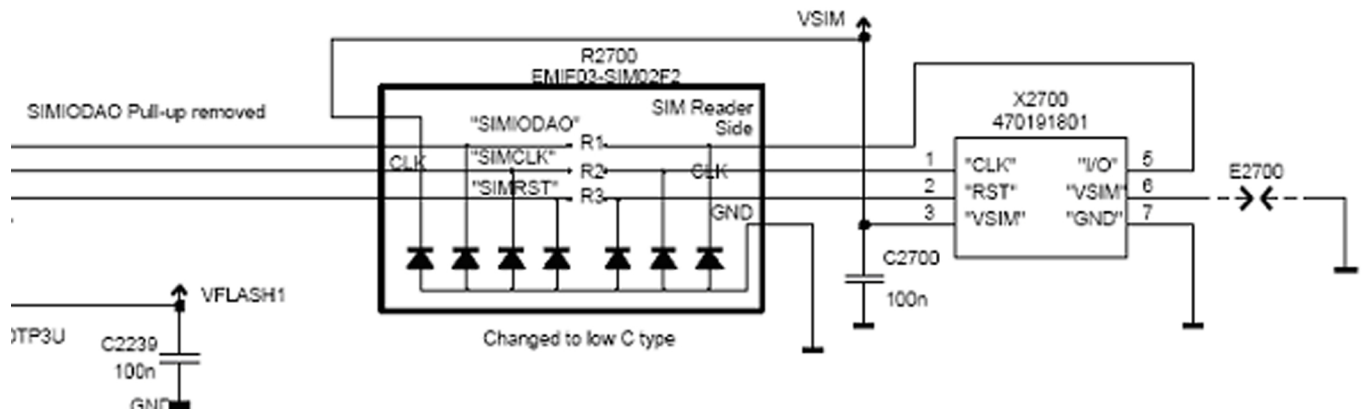 VSIM
R2700
EMIF03-SIM02F2
SIMIODAO Pull-up removed
SIM Reader
Side
"SIMIODAO"
R1
CLK
"SIMCLK"
R2
CLK
"SIMRST"
R3
GND
X2700
470191801
1
"CLK"
"I/O"
5
2
"RST"
"VSIM"
6
3
"VSIM"
"GND"
7
E2700
C2700
100n
VFLASH1
OTP3U
C2239
100n
GND
Changed to low C type